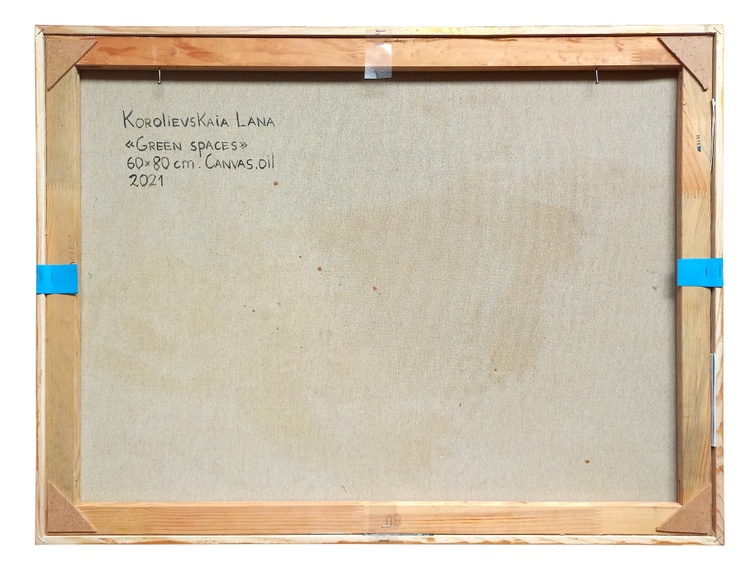 Korolievskaia Lana
«Green spaces»
60×80 cm. Canvas, oil
2021